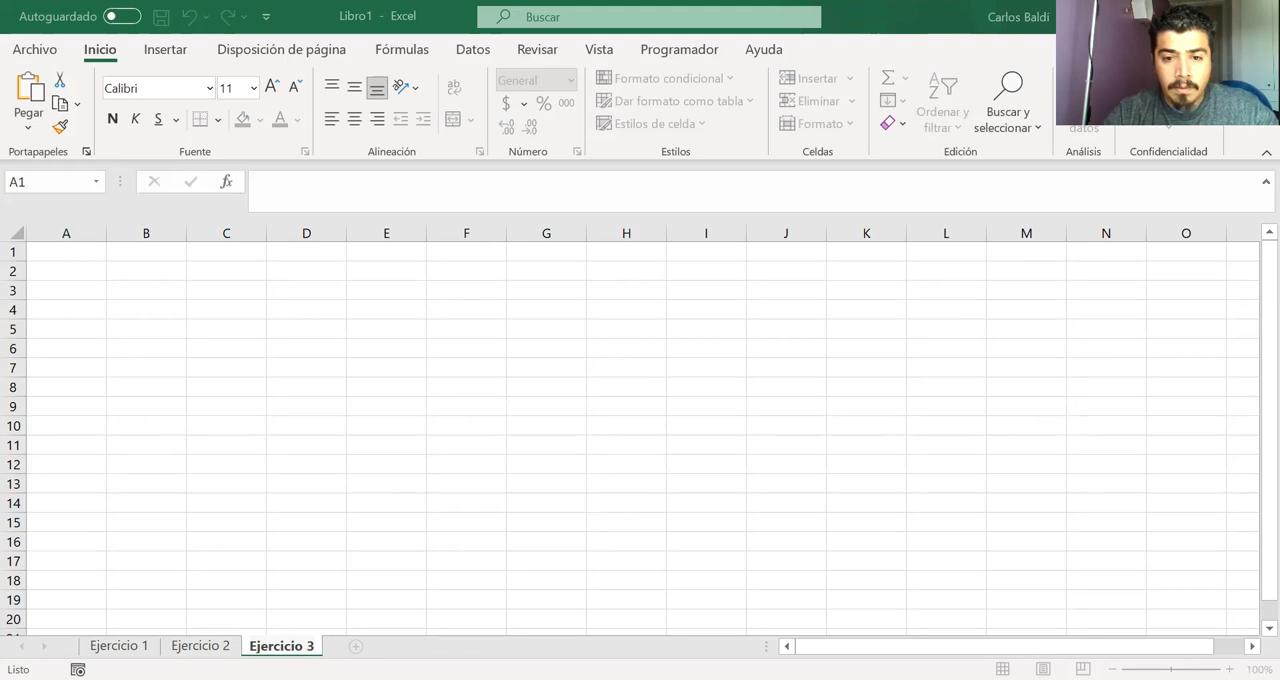 Autoguardado
Libro1 - Excel
Buscar
Carlos Baldi
Archivo Inicio Insertar Disposición de página Fórmulas Datos Revisar Vista Programador Ayuda
Pegar
Calibri 11
N K S
General
$ % 000
Formato condicional
Dar formato como tabla
Estilos de celda
Insertar
Eliminar
Formato
Ordenar y
filtrar
Buscar y
seleccionar
datos
Portapapeles Fuente Alineación Número Estilos Celdas Edición Análisis Confidencialidad
A1
fx
A B C D E F G H I J K L M N O
1
2
3
4
5
6
7
8
9
10
11
12
13
14
15
16
17
18
19
20
Ejercicio 1 Ejercicio 2 Ejercicio 3
Listo
100%